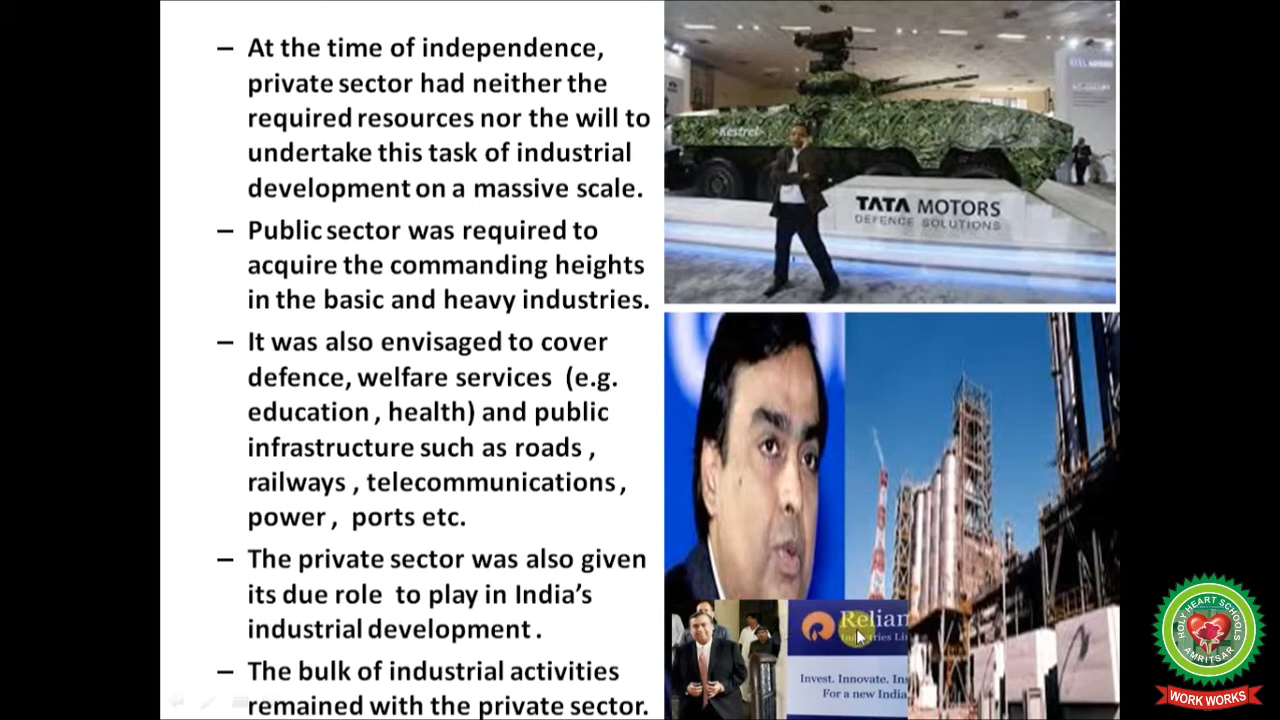 – At the time of independence,
private sector had neither the
required resources nor the will to
undertake this task of industrial
development on a massive scale.
– Public sector was required to
acquire the commanding heights
in the basic and heavy industries.
– It was also envisaged to cover
defence, welfare services (e.g.
education , health) and public
infrastructure such as roads ,
railways , telecommunications ,
power , ports etc.
– The private sector was also given
its due role to play in India’s
industrial development .
– The bulk of industrial activities
remained with the private sector.
Kestrel
TATA MOTORS
DEFENCE SOLUTIONS
Relian
Invest. Innovate. Ins
For a new India
HOLY HEART SCHOOLS
AMRITSAR
WORK WORKS